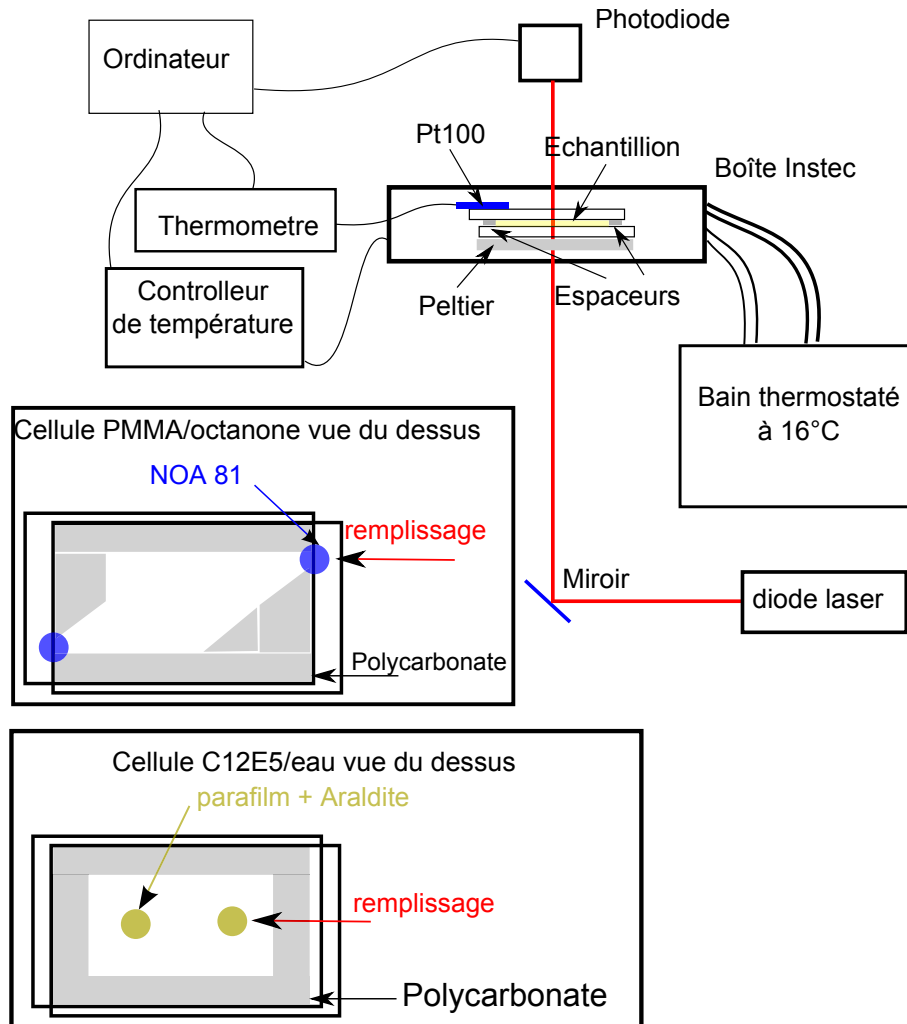 Photodiode
Ordinateur
Pt100
Echantillion
Boîte Instec
Thermometre
Controlleur
de température
Peltier
Espaceurs
Bain thermostaté
à 16°C
Cellule PMMA/octanone vue du dessus
NOA 81
remplissage
Miroir
diode laser
Polycarbonate
Cellule C12E5/eau vue du dessus
parafilm + Araldite
remplissage
Polycarbonate